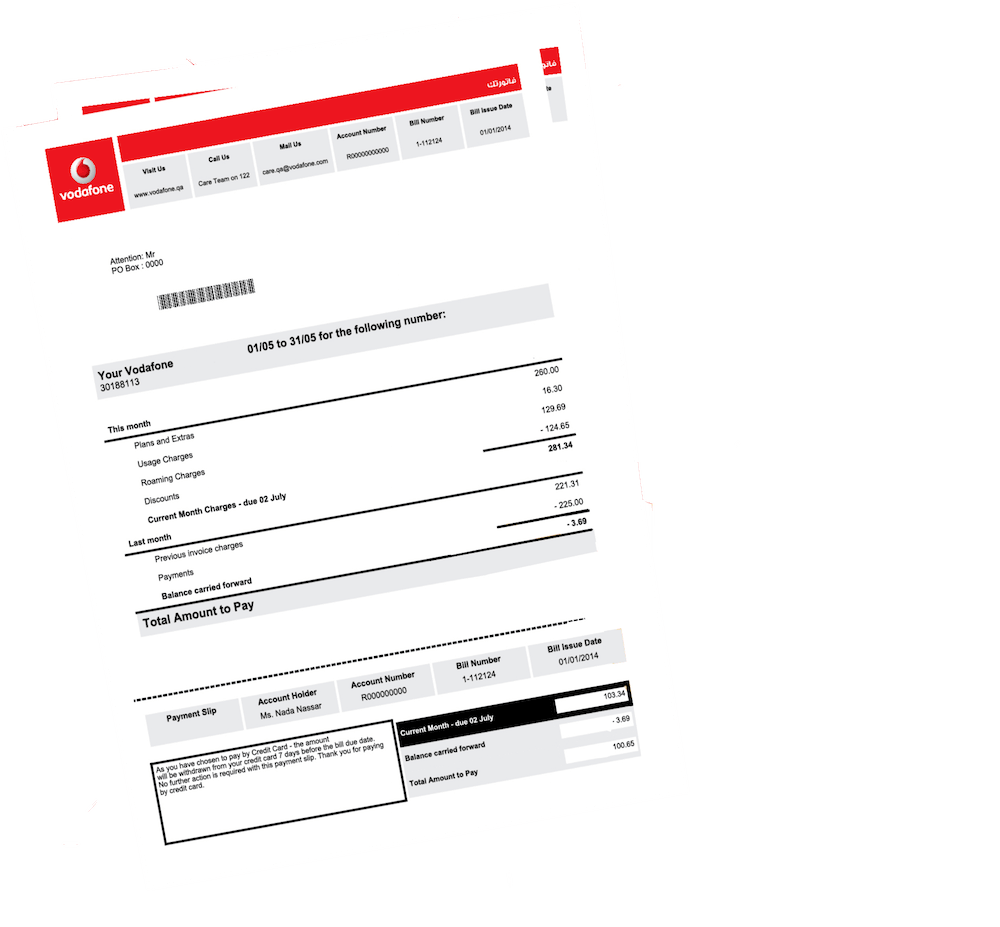 فاتورتك
فاتور
vodafone
Visit Us
www.vodafone.qa
Call Us
Care Team on 122
Mail Us
care.qa@vodafone.com
Account Number
R00000000000
Bill Number
1-112124
Bill Issue Date
01/01/2014
Attention: Mr
PO Box : 0000
Your Vodafone 01/05 to 31/05 for the following number:
30188113
This month
Plans and Extras 260.00
Usage Charges 16.30
Roaming Charges 129.69
Discounts - 124.65
Current Month Charges - due 02 July 281.34
Last month
Previous invoice charges 221.31
Payments - 225.00
Balance carried forward - 3.69
Total Amount to Pay
Payment Slip
Account Holder
Ms. Nada Nassar
Account Number
R000000000
Bill Number
1-112124
Bill Issue Date
01/01/2014
As you have chosen to pay by Credit Card - the amount
will be withdrawn from your credit card 7 days before the bill due date.
No further action is required with this payment slip. Thank you for paying
by credit card.
Current Month - due 02 July 103.34
Balance carried forward - 3.69
Total Amount to Pay 100.65